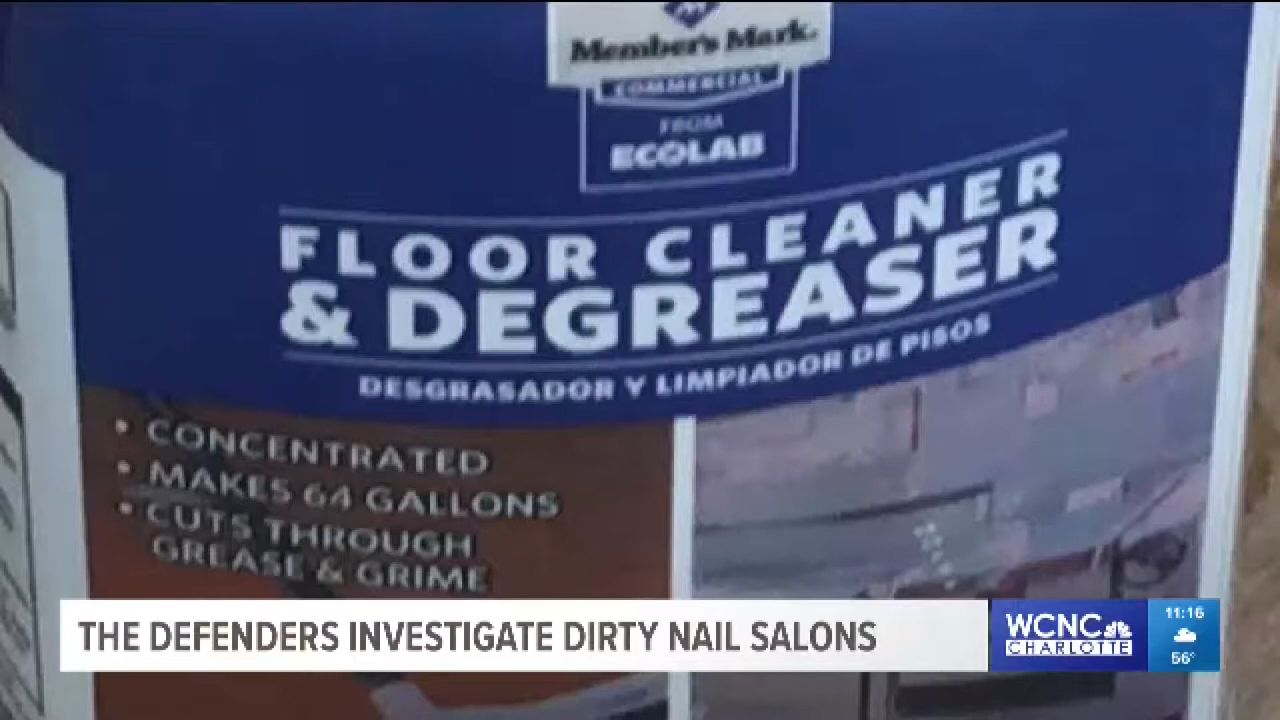 Member's Mark.
COMMERCIAL
FROM
ECOLAB
FLOOR CLEANER
& DEGREASER
DESGRASADOR Y LIMPIADOR DE PISOS
• CONCENTRATED
• MAKES 64 GALLONS
• CUTS THROUGH
GREASE & GRIME
THE DEFENDERS INVESTIGATE DIRTY NAIL SALONS
WCNC
CHARLOTTE
11:16
56°